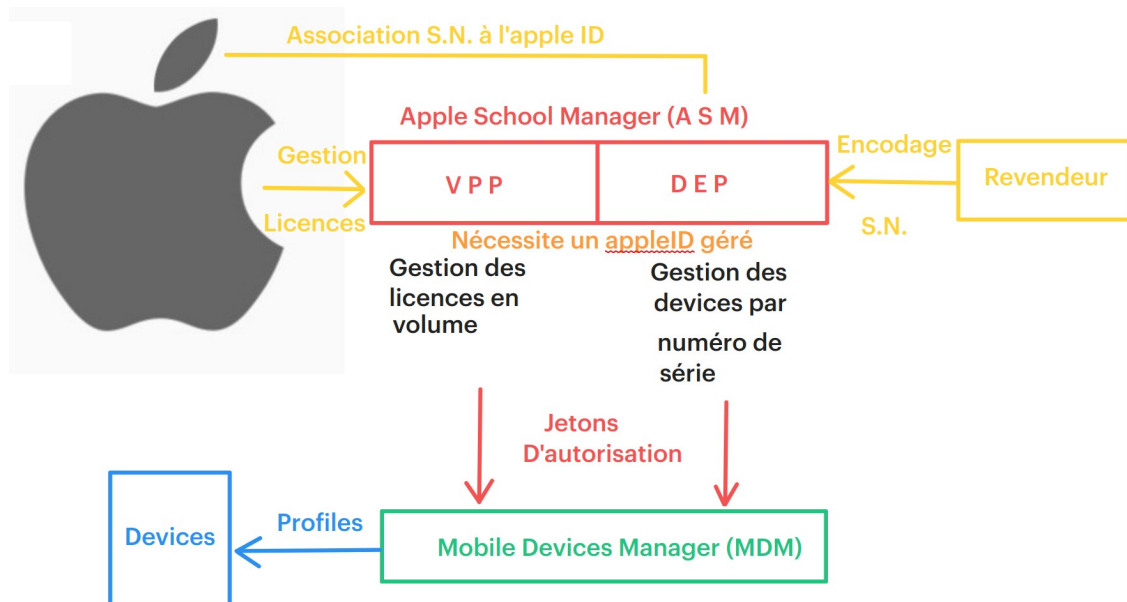 Association S.N. à l'apple ID
Apple School Manager (A S M)
Gestion
Licences
V P P
D E P
Encodage
S.N.
Revendeur
Nécessite un appleID géré
Gestion des
licences en
volume
Gestion des
devices par
numéro de
série
Jetons
D'autorisation
Devices
Profiles
Mobile Devices Manager (MDM)